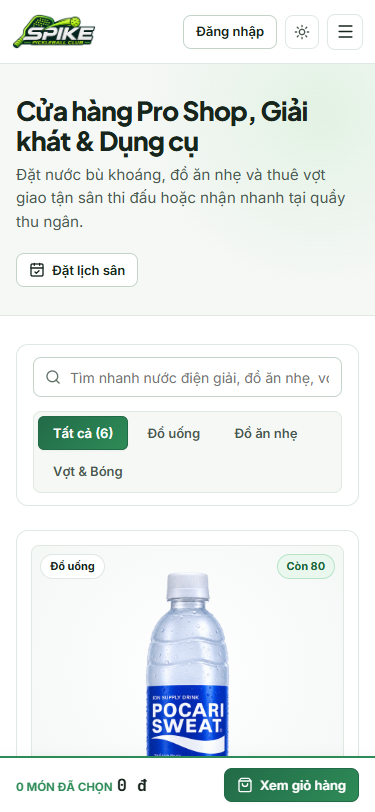 SPIKE
PICKLEBALL CLUB
Đăng nhập
Cửa hàng Pro Shop, Giải
khát & Dụng cụ
Đặt nước bù khoáng, đồ ăn nhẹ và thuê vợt
giao tận sân thi đấu hoặc nhận nhanh tại quầy
thu ngân.
Đặt lịch sân
Tìm nhanh nước điện giải, đồ ăn nhẹ, vợ
Tất cả (6)
Đồ uống
Đồ ăn nhẹ
Vợt & Bóng
Đồ uống
Còn 80
ION SUPPLY DRINK
POCARI
SWEAT
0 MÓN ĐÃ CHỌN 0 đ
Xem giỏ hàng